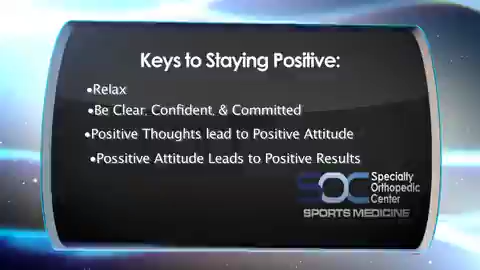 Keys to Staying Positive:
•Relax
•Be Clear, Confident, & Committed
•Positive Thoughts lead to Positive Attitude
•Possitive Attitude Leads to Positive Results
SOC Specialty
Orthopedic
Center
SPORTS MEDICINE